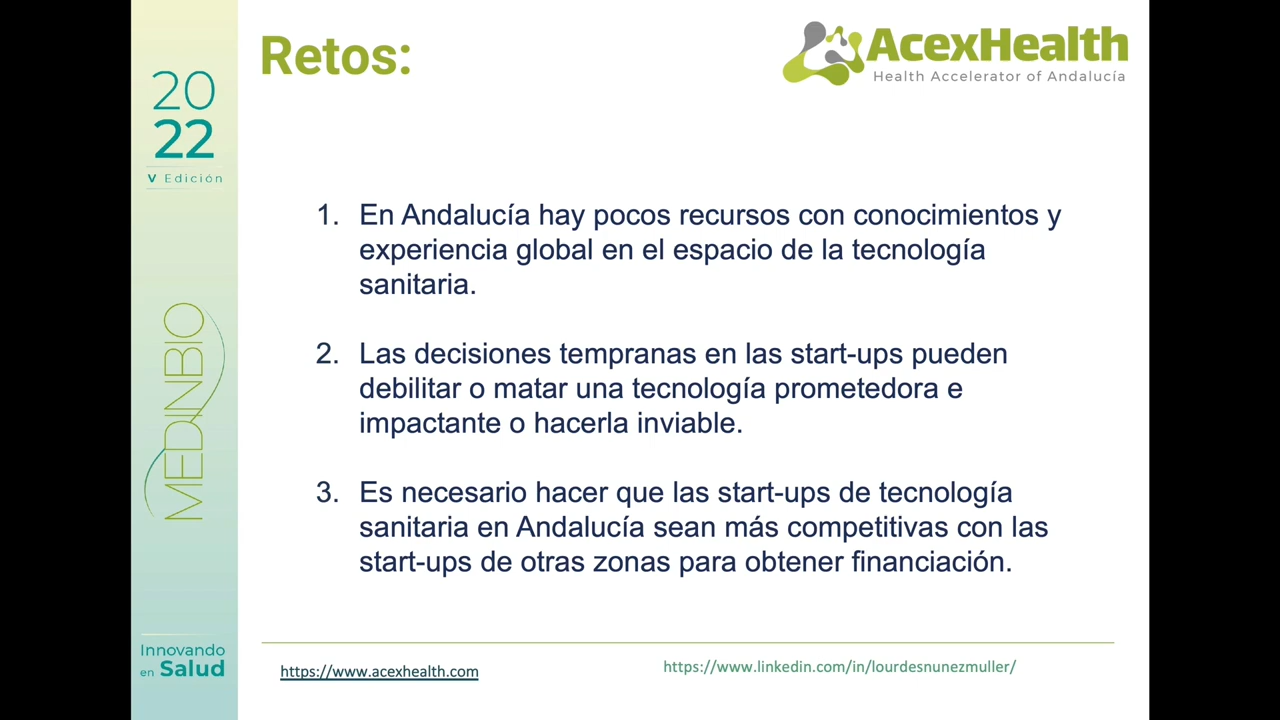 20
22
V Edición
MEDINBIO
Innovando
en Salud
Retos:
AcexHealth
Health Accelerator of Andalucía
1. En Andalucía hay pocos recursos con conocimientos y
experiencia global en el espacio de la tecnología
sanitaria.
2. Las decisiones tempranas en las start-ups pueden
debilitar o matar una tecnología prometedora e
impactante o hacerla inviable.
3. Es necesario hacer que las start-ups de tecnología
sanitaria en Andalucía sean más competitivas con las
start-ups de otras zonas para obtener financiación.
https://www.acexhealth.com
https://www.linkedin.com/in/lourdesnunezmuller/